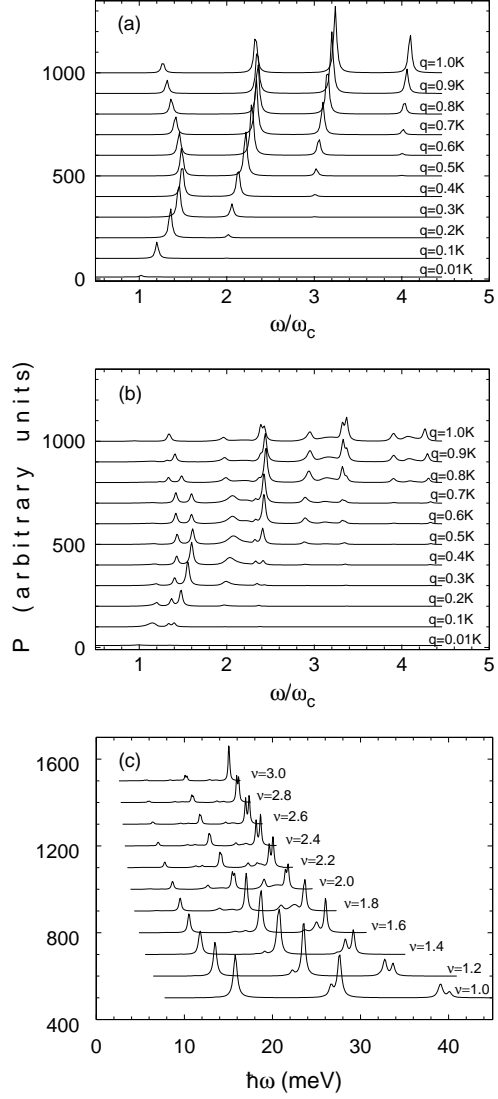 (a)
1000
500
0
q=1.0K
q=0.9K
q=0.8K
q=0.7K
q=0.6K
q=0.5K
q=0.4K
q=0.3K
q=0.2K
q=0.1K
q=0.01K
1 2 3 4 5
ω/ω_c
P (arbitrary units)
(b)
1000
500
0
q=1.0K
q=0.9K
q=0.8K
q=0.7K
q=0.6K
q=0.5K
q=0.4K
q=0.3K
q=0.2K
q=0.1K
q=0.01K
0 1 2 3 4 5
ω/ω_c
(c)
1600
1200
800
400
ν=3.0
ν=2.8
ν=2.6
ν=2.4
ν=2.2
ν=2.0
ν=1.8
ν=1.6
ν=1.4
ν=1.2
ν=1.0
0 10 20 30 40
ħω (meV)